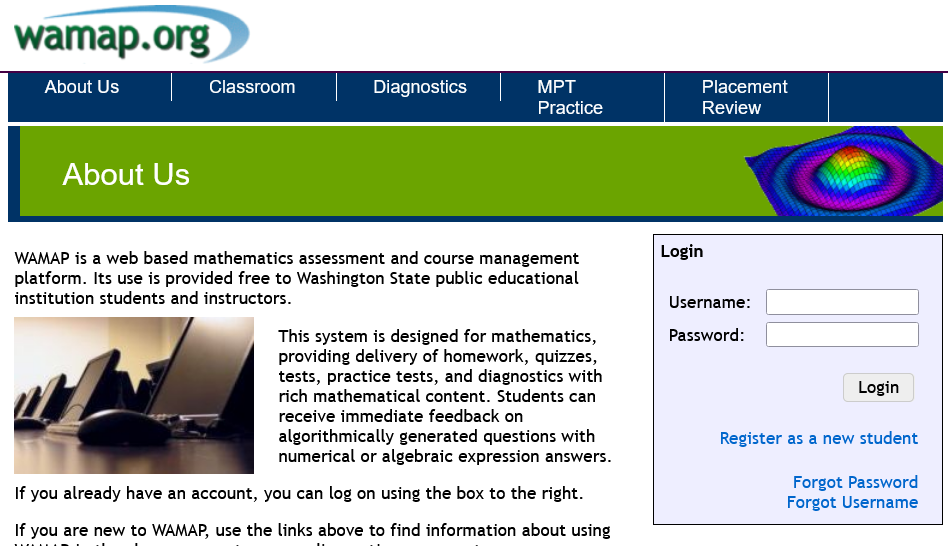 wamap.org
About Us
Classroom
Diagnostics
MPT
Practice
Placement
Review
About Us
WAMAP is a web based mathematics assessment and course management
platform. Its use is provided free to Washington State public educational
institution students and instructors.
This system is designed for mathematics,
providing delivery of homework, quizzes,
tests, practice tests, and diagnostics with
rich mathematical content. Students can
receive immediate feedback on
algorithmically generated questions with
numerical or algebraic expression answers.
If you already have an account, you can log on using the box to the right.
If you are new to WAMAP, use the links above to find information about using
Login
Username:
Password:
Login
Register as a new student
Forgot Password
Forgot Username